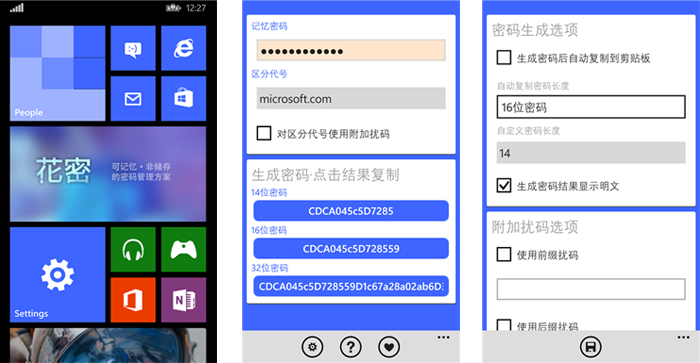 12:27
People
花密
可记忆·非储存
的密码管理方案
Settings
记忆密码
●●●●●●●●●●●●●
区分代号
microsoft.com
对区分代号使用附加扰码
生成密码·点击结果复制
14位密码
CDCA045c5D7285
16位密码
CDCA045c5D728559
32位密码
CDCA045c5D728559D1c67a28a02ab6D
...
密码生成选项
生成密码后自动复制到剪贴板
自动复制密码长度
16位密码
自定义密码长度
14
生成密码结果显示明文
附加扰码选项
使用前缀扰码
使用后缀扰码
...